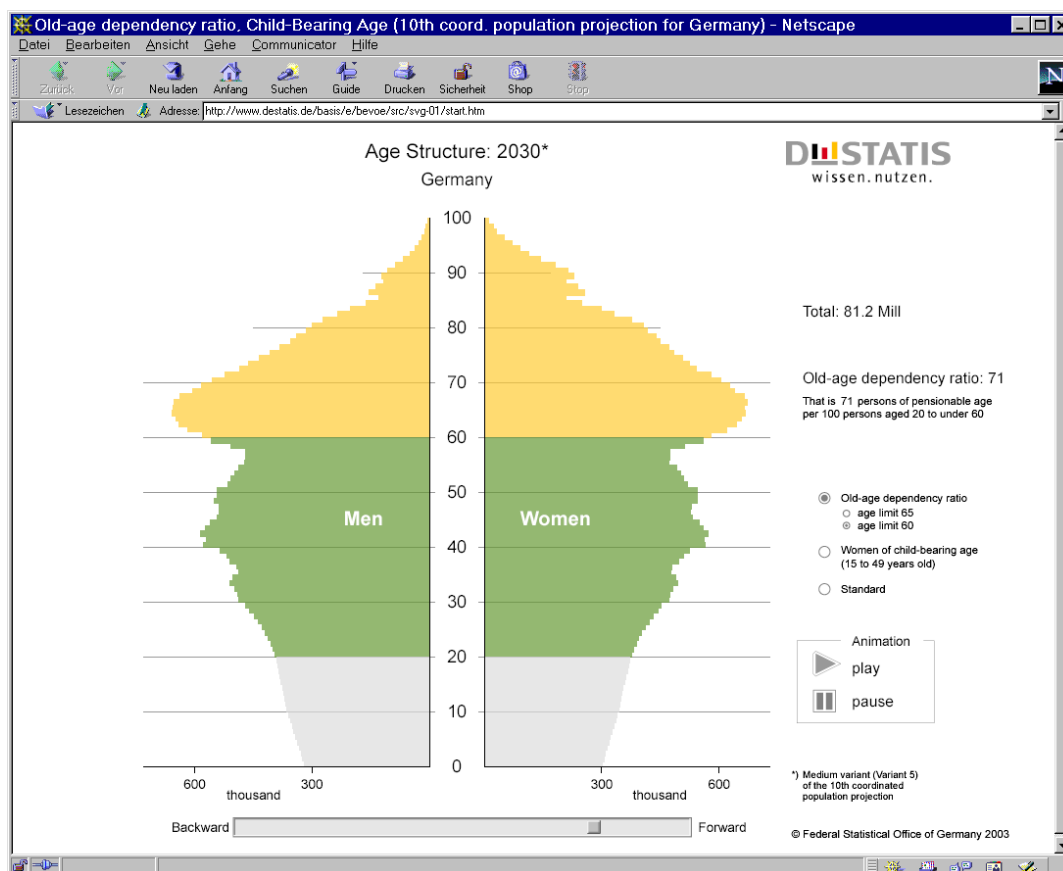 Old-age dependency ratio, Child-Bearing Age (10th coord. population projection for Germany) - Netscape
Datei Bearbeiten Ansicht Gehe Communicator Hilfe
Zurück Vor Neu laden Anfang Suchen Guide Drucken Sicherheit Shop Stop
N
Lesezeichen Adresse: http://www.destatis.de/basis/e/bevoe/src/svg-01/start.htm
Age Structure: 2030*
Germany
DESTATIS
wissen.nutzen.
100
90
80
70
60
50
40
30
20
10
0
Men
Women
600 300
thousand
300 600
thousand
Total: 81.2 Mill
Old-age dependency ratio: 71
That is 71 persons of pensionable age
per 100 persons aged 20 to under 60
Old-age dependency ratio
age limit 65
age limit 60
Women of child-bearing age
(15 to 49 years old)
Standard
Animation
play
pause
*) Medium variant (Variant 5)
of the 10th coordinated
population projection
Backward Forward
© Federal Statistical Office of Germany 2003